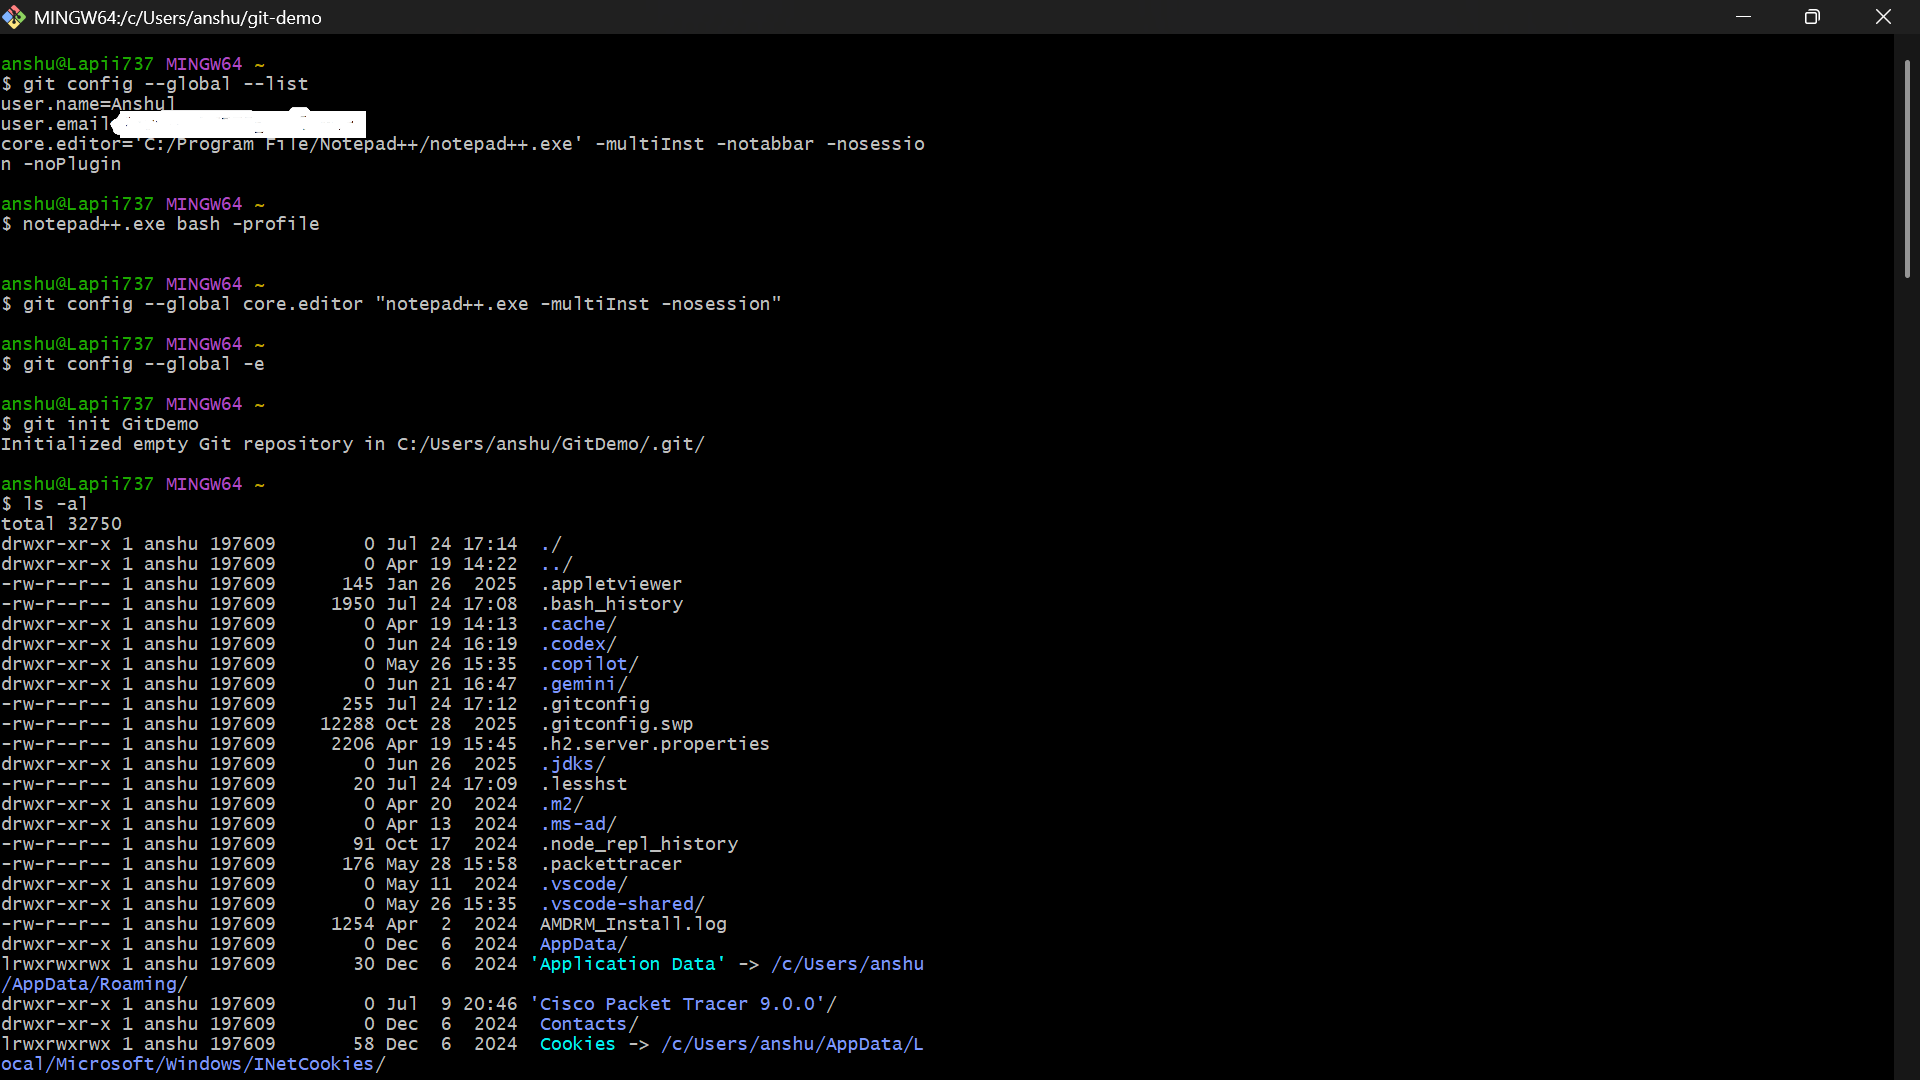 MINGW64:/c/Users/anshu/git-demo
anshu@Lapii737 MINGW64 ~
$ git config --global --list
user.name=Anshul
user.email
core.editor='C:/Program File/Notepad++/notepad++.exe' -multiInst -notabbar -nosessio
n -noPlugin
anshu@Lapii737 MINGW64 ~
$ notepad++.exe bash -profile
anshu@Lapii737 MINGW64 ~
$ git config --global core.editor "notepad++.exe -multiInst -nosession"
anshu@Lapii737 MINGW64 ~
$ git config --global -e
anshu@Lapii737 MINGW64 ~
$ git init GitDemo
Initialized empty Git repository in C:/Users/anshu/GitDemo/.git/
anshu@Lapii737 MINGW64 ~
$ ls -al
total 32750
drwxr-xr-x 1 anshu 197609        0 Jul 24 17:14  ./
drwxr-xr-x 1 anshu 197609        0 Apr 19 14:22  ../
-rw-r--r-- 1 anshu 197609      145 Jan 26  2025  .appletviewer
-rw-r--r-- 1 anshu 197609     1950 Jul 24 17:08  .bash_history
drwxr-xr-x 1 anshu 197609        0 Apr 19 14:13  .cache/
drwxr-xr-x 1 anshu 197609        0 Jun 24 16:19  .codex/
drwxr-xr-x 1 anshu 197609        0 May 26 15:35  .copilot/
drwxr-xr-x 1 anshu 197609        0 Jun 21 16:47  .gemini/
-rw-r--r-- 1 anshu 197609      255 Jul 24 17:12  .gitconfig
-rw-r--r-- 1 anshu 197609    12288 Oct 28  2025  .gitconfig.swp
-rw-r--r-- 1 anshu 197609     2206 Apr 19 15:45  .h2.server.properties
drwxr-xr-x 1 anshu 197609        0 Jun 26  2025  .jdks/
-rw-r--r-- 1 anshu 197609       20 Jul 24 17:09  .lesshst
drwxr-xr-x 1 anshu 197609        0 Apr 20  2024  .m2/
drwxr-xr-x 1 anshu 197609        0 Apr 13  2024  .ms-ad/
-rw-r--r-- 1 anshu 197609       91 Oct 17  2024  .node_repl_history
-rw-r--r-- 1 anshu 197609      176 May 28 15:58  .packettracer
drwxr-xr-x 1 anshu 197609        0 May 11  2024  .vscode/
drwxr-xr-x 1 anshu 197609        0 May 26 15:35  .vscode-shared/
-rw-r--r-- 1 anshu 197609     1254 Apr  2  2024  AMDRM_Install.log
drwxr-xr-x 1 anshu 197609        0 Dec  6  2024  AppData/
lrwxrwxrwx 1 anshu 197609       30 Dec  6  2024 'Application Data' -> /c/Users/anshu
/AppData/Roaming/
drwxr-xr-x 1 anshu 197609        0 Jul  9 20:46 'Cisco Packet Tracer 9.0.0'/
drwxr-xr-x 1 anshu 197609        0 Dec  6  2024  Contacts/
lrwxrwxrwx 1 anshu 197609       58 Dec  6  2024  Cookies -> /c/Users/anshu/AppData/L
ocal/Microsoft/Windows/INetCookies/